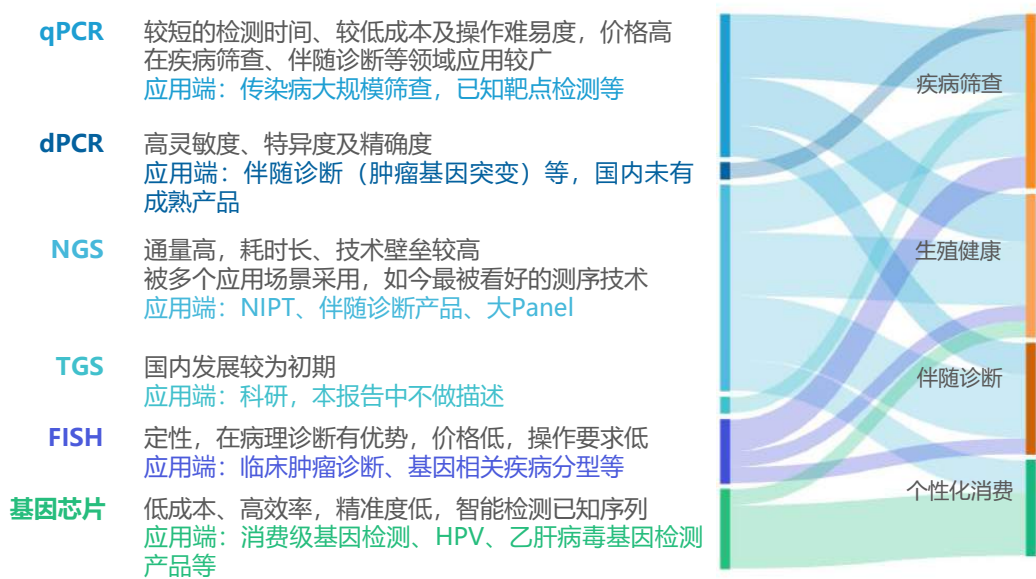 qPCR 较短的检测时间、较低成本及操作难易度，价格高
在疾病筛查、伴随诊断等领域应用较广
应用端：传染病大规模筛查，已知靶点检测等
dPCR 高灵敏度、特异度及精确度
应用端：伴随诊断（肿瘤基因突变）等，国内未有
成熟产品
NGS 通量高，耗时长、技术壁垒较高
被多个应用场景采用，如今最被看好的测序技术
应用端：NIPT、伴随诊断产品、大Panel
TGS 国内发展较为初期
应用端：科研，本报告中不做描述
FISH 定性，在病理诊断有优势，价格低，操作要求低
应用端：临床肿瘤诊断、基因相关疾病分型等
基因芯片 低成本、高效率，精准度低，智能检测已知序列
应用端：消费级基因检测、HPV、乙肝病毒基因检测
产品等
疾病筛查
生殖健康
伴随诊断
个性化消费